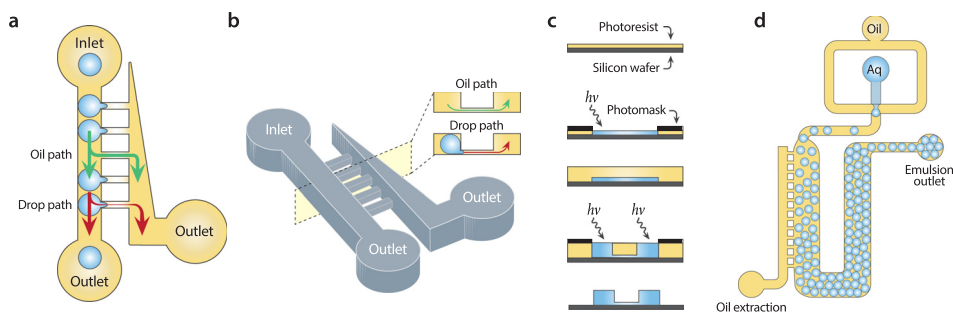 a
Inlet
Oil path
Drop path
Outlet
Outlet
b
Oil path
Drop path
Inlet
Outlet
Outlet
c
Photoresist
Silicon wafer
hν
Photomask
hν
hν
d
Oil
Aq
Emulsion
outlet
Oil extraction